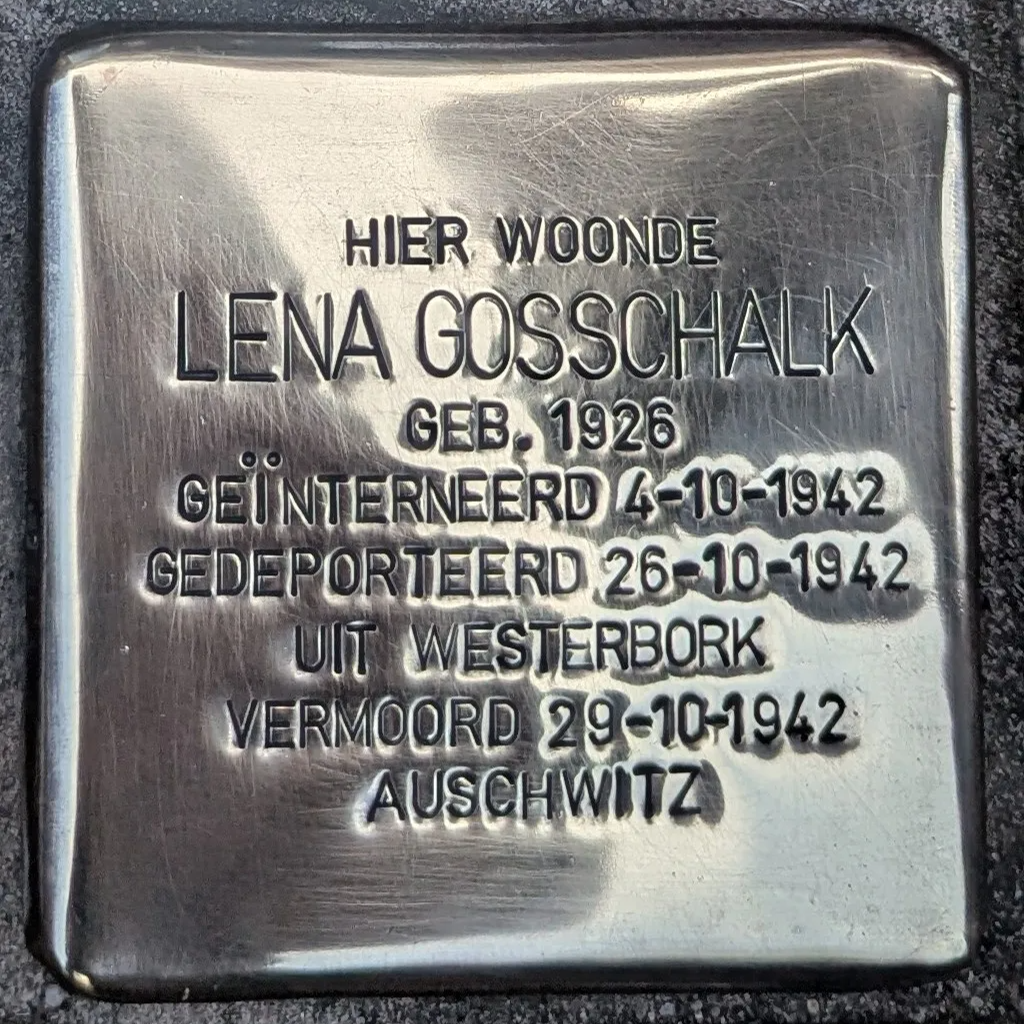 HIER WOONDE
LENA GOSSCHALK
GEB. 1926
GEÏNTERNEERD 4-10-1942
GEDEPORTEERD 26-10-1942
UIT WESTERBORK
VERMOORD 29-10-1942
AUSCHWITZ